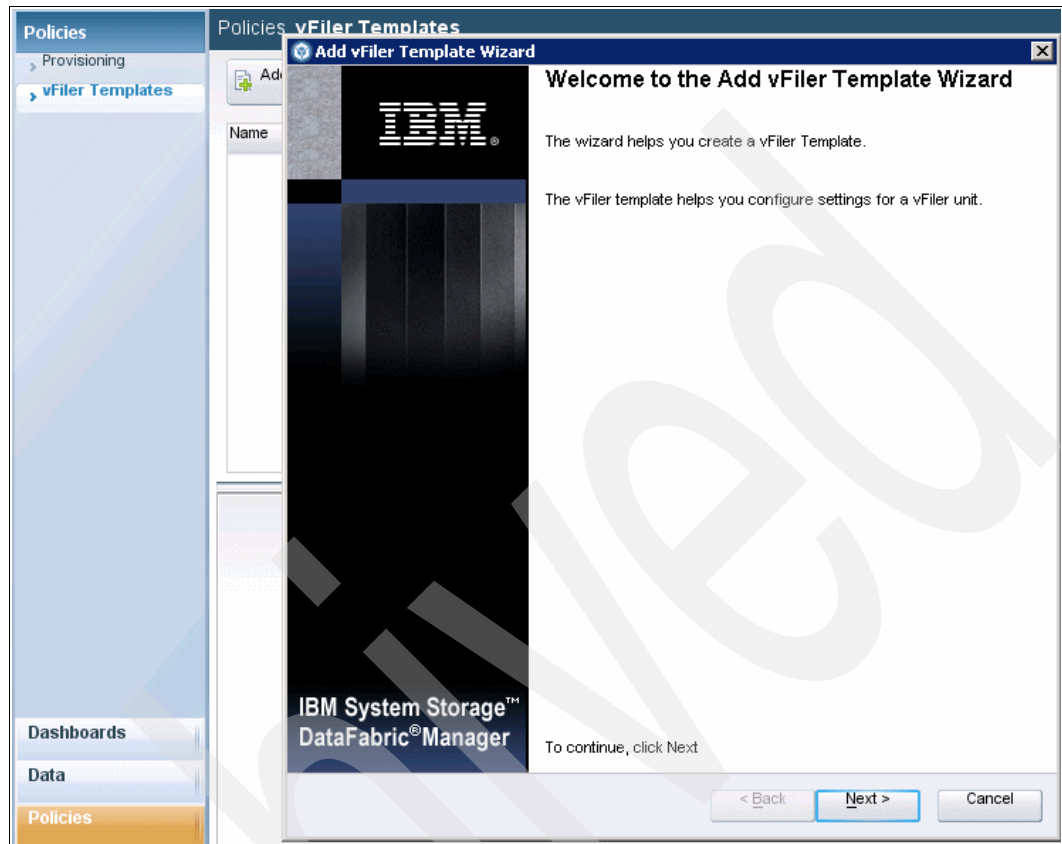 Policies
Provisioning
vFiler Templates
Dashboards
Data
Policies
Policies vFiler Templates
Name
Add vFiler Template Wizard
IBM®
IBM System Storage™
DataFabric®Manager
Welcome to the Add vFiler Template Wizard
The wizard helps you create a vFiler Template.
The vFiler template helps you configure settings for a vFiler unit.
To continue, click Next
< Back
Next >
Cancel